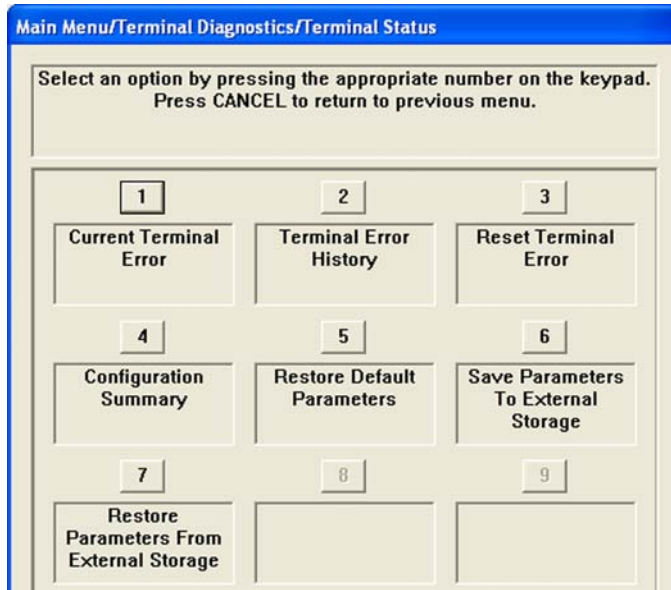 Main Menu/Terminal Diagnostics/Terminal Status
Select an option by pressing the appropriate number on the keypad.
Press CANCEL to return to previous menu.
1
2
3
Current Terminal
Error
Terminal Error
History
Reset Terminal
Error
4
5
6
Configuration
Summary
Restore Default
Parameters
Save Parameters
To External
Storage
7
8
9
Restore
Parameters From
External Storage